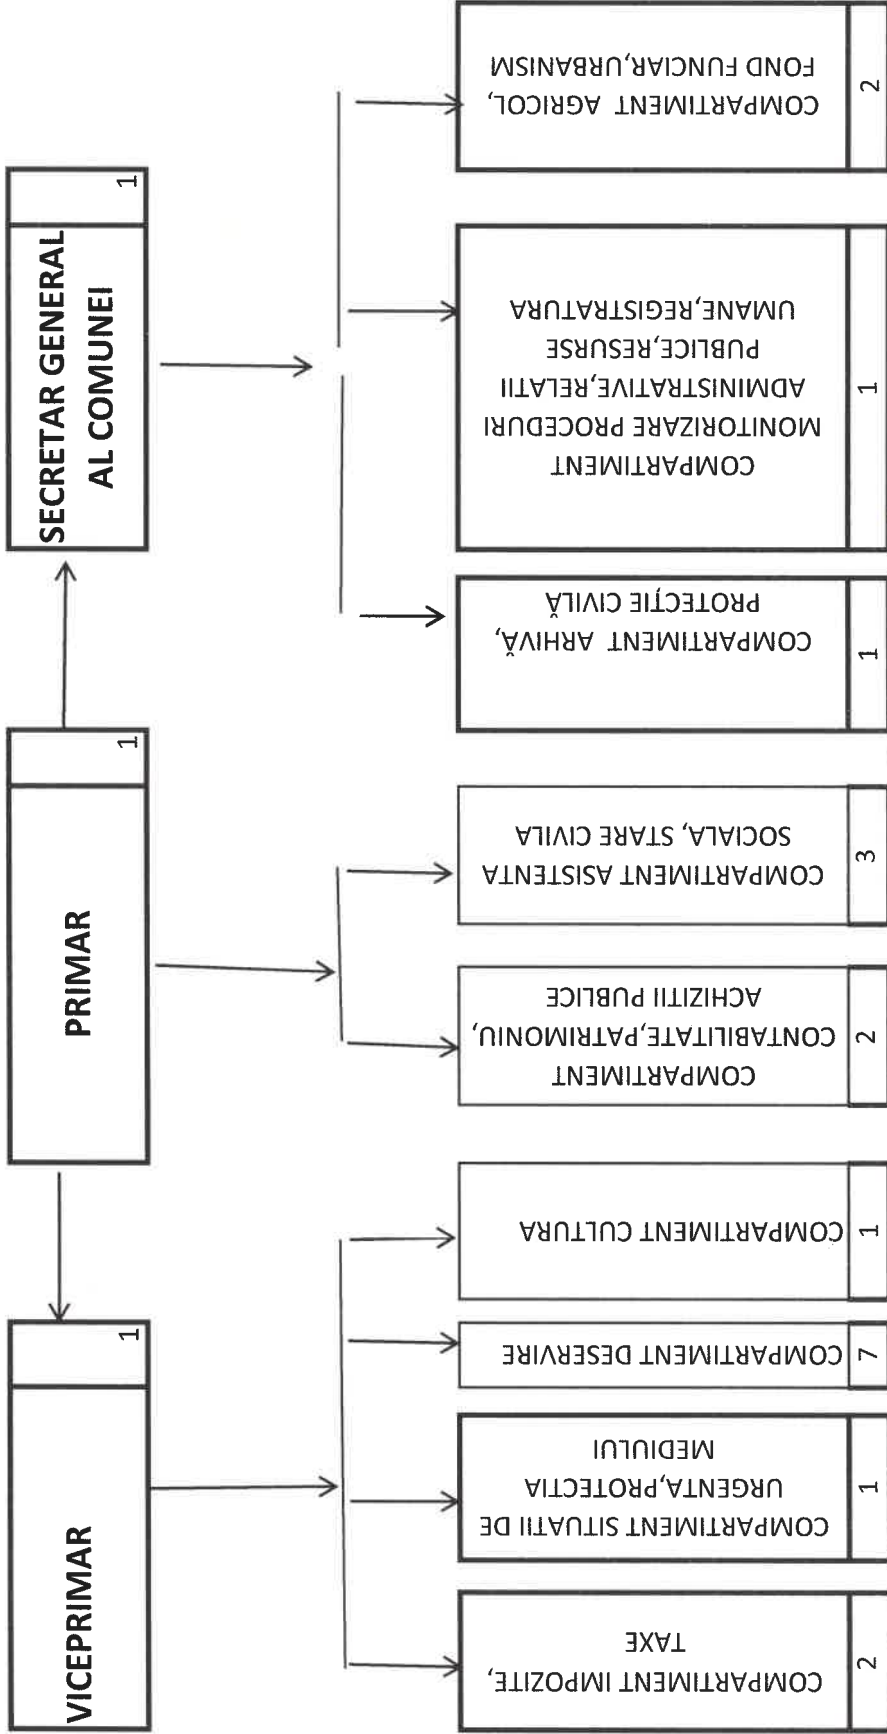 VICEPRIMAR
1
PRIMAR
1
SECRETAR GENERAL
AL COMUNEI
1
COMPARTIMENT IMPOZITE,
TAXE
2
COMPARTIMENT SITUATII DE
URGENTA,PROTECTIA
MEDIULUI
1
COMPARTIMENT DESERVIRE
7
COMPARTIMENT CULTURA
1
COMPARTIMENT
CONTABILITATE,PATRIMONIU,
ACHIZITII PUBLICE
2
COMPARTIMENT ASISTENTA
SOCIALA, STARE CIVILA
3
COMPARTIMENT ARHIVĂ,
PROTECȚIE CIVILĂ
1
COMPARTIMENT
MONITORIZARE PROCEDURI
ADMINISTRATIVE,RELATII
PUBLICE,RESURSE
UMANE,REGISTRATURA
1
COMPARTIMENT AGRICOL,
FOND FUNCIAR,URBANISM
2